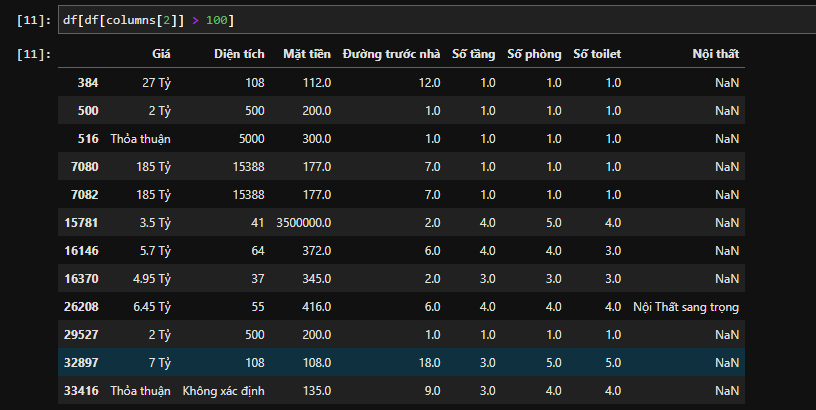 [11]: df[df[columns[2]] > 100]
[11]: Giá Diện tích Mặt tiền Đường trước nhà Số tầng Số phòng Số toilet Nội thất
384 27 Tỷ 108 112.0 12.0 1.0 1.0 1.0 NaN
500 2 Tỷ 500 200.0 1.0 1.0 1.0 1.0 NaN
516 Thỏa thuận 5000 300.0 1.0 1.0 1.0 1.0 NaN
7080 185 Tỷ 15388 177.0 7.0 1.0 1.0 1.0 NaN
7082 185 Tỷ 15388 177.0 7.0 1.0 1.0 1.0 NaN
15781 3.5 Tỷ 41 3500000.0 2.0 4.0 5.0 4.0 NaN
16146 5.7 Tỷ 64 372.0 6.0 4.0 4.0 3.0 NaN
16370 4.95 Tỷ 37 345.0 2.0 3.0 3.0 3.0 NaN
26208 6.45 Tỷ 55 416.0 6.0 4.0 4.0 4.0 Nội Thất sang trọng
29527 2 Tỷ 500 200.0 1.0 1.0 1.0 1.0 NaN
32897 7 Tỷ 108 108.0 18.0 3.0 5.0 5.0 NaN
33416 Thỏa thuận Không xác định 135.0 9.0 3.0 4.0 4.0 NaN